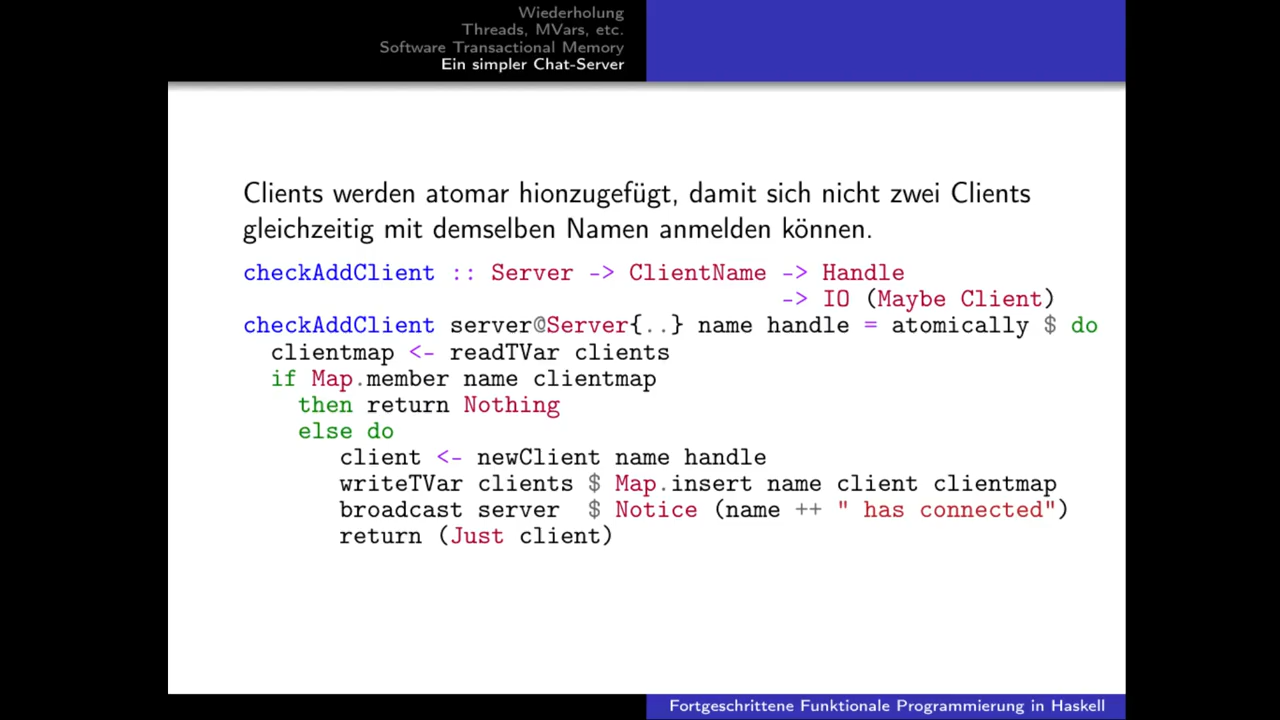 Wiederholung
Threads, MVars, etc.
Software Transactional Memory
Ein simpler Chat-Server
Clients werden atomar hionzugefügt, damit sich nicht zwei Clients
gleichzeitig mit demselben Namen anmelden können.
checkAddClient :: Server -> ClientName -> Handle
-> IO (Maybe Client)
checkAddClient server@Server{..} name handle = atomically $ do
clientmap <- readTVar clients
if Map.member name clientmap
then return Nothing
else do
client <- newClient name handle
writeTVar clients $ Map.insert name client clientmap
broadcast server $ Notice (name ++ " has connected")
return (Just client)
Fortgeschrittene Funktionale Programmierung in Haskell